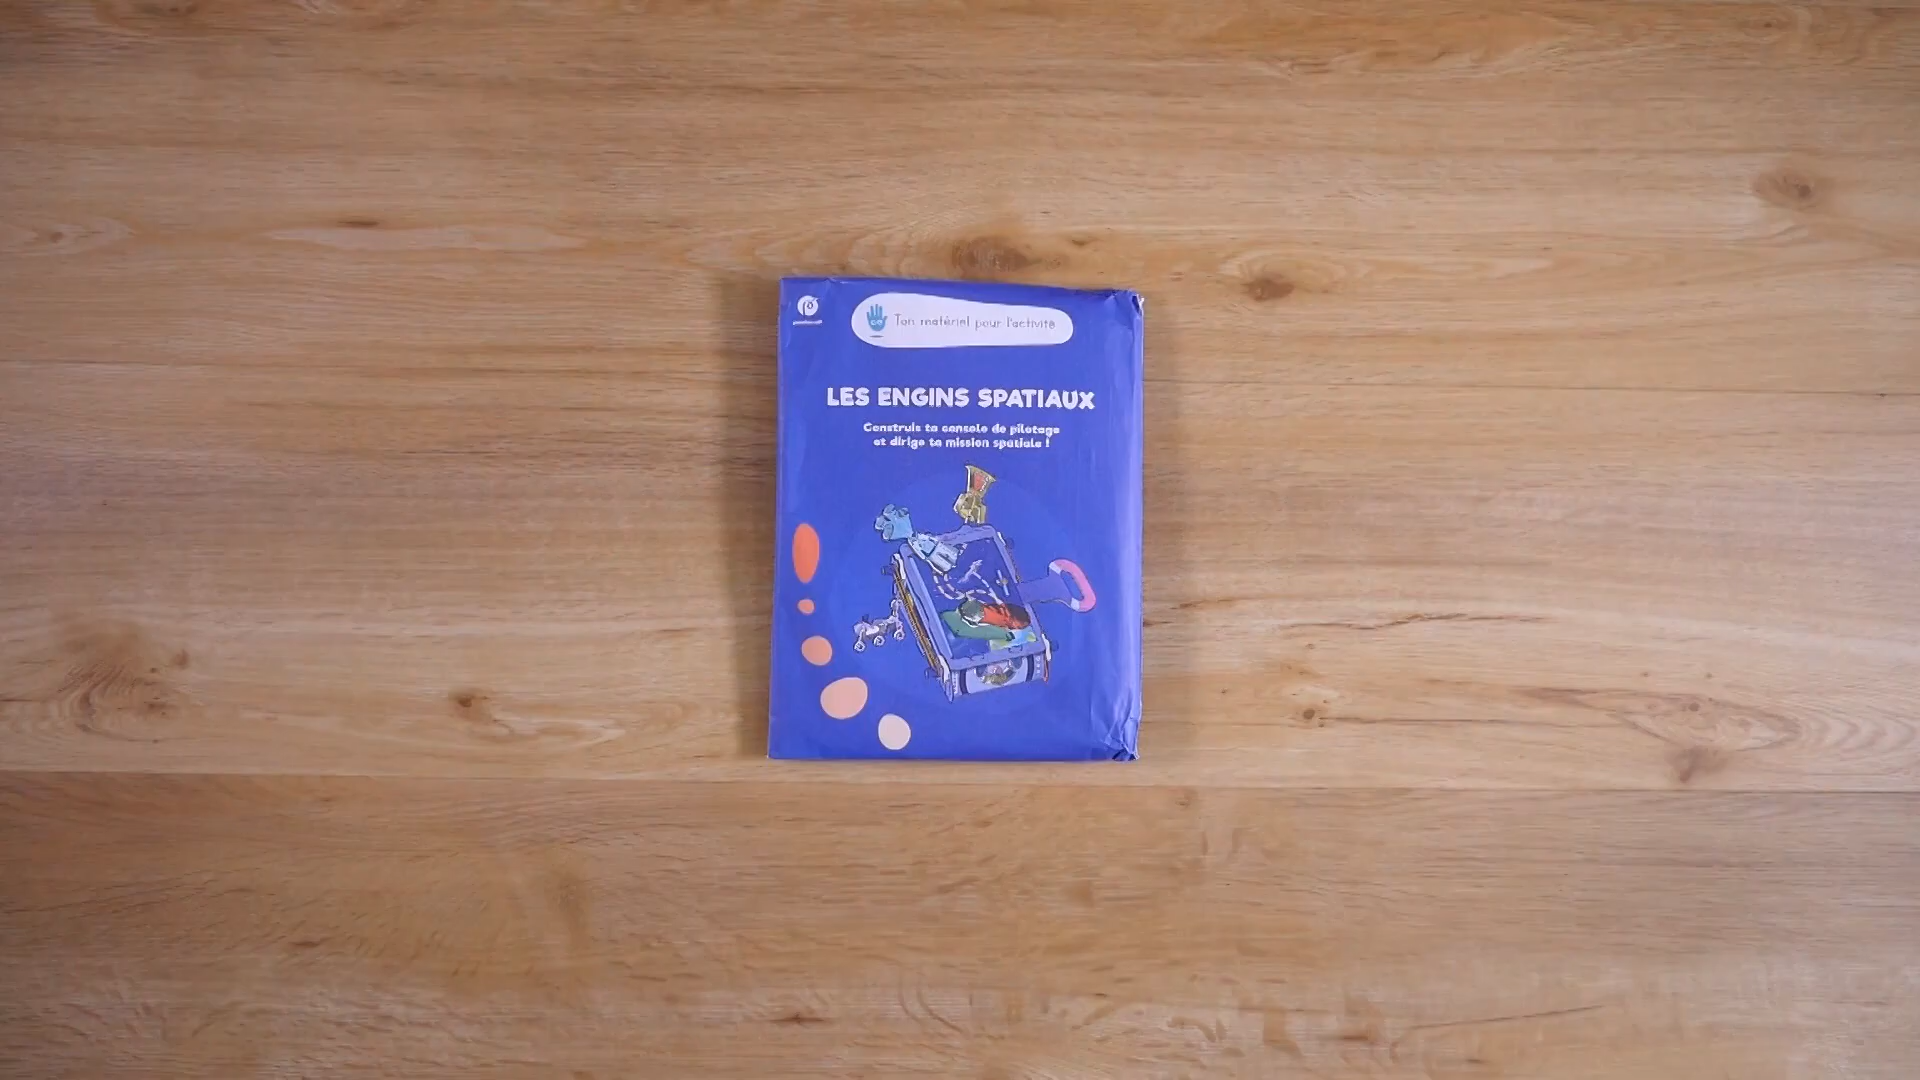 Ton matériel pour l'activité
LES ENGINS SPATIAUX
Construis ta console de pilotage
et dirige ta mission spatiale !